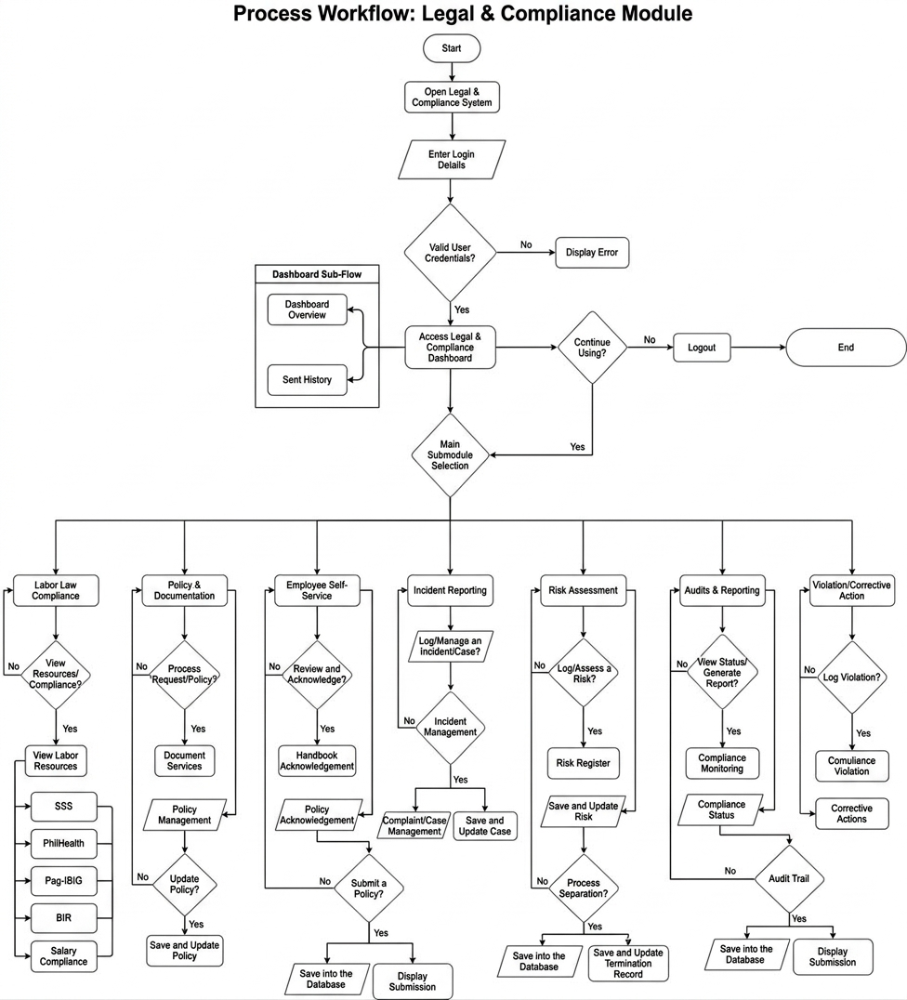 Process Workflow: Legal & Compliance Module
Start
Open Legal &
Compliance System
Enter Login
Details
Valid User
Credentials?
No
Display Error
Yes
Dashboard Sub-Flow
Dashboard
Overview
Sent History
Access Legal &
Compliance
Dashboard
Continue
Using?
No
Logout
End
Yes
Main
Submodule
Selection
Labor Law
Compliance
No
View
Resources/
Compliance?
Yes
View Labor
Resources
SSS
PhilHealth
Pag-IBIG
BIR
Salary
Compliance
Policy &
Documentation
No
Process
Request/Policy?
Yes
Document
Services
Policy
Management
No
Update
Policy?
Yes
Save and Update
Policy
Employee Self-
Service
No
Review and
Acknowledge?
Yes
Handbook
Acknowledgement
Policy
Acknowledgement
No
Submit a
Policy?
Yes
Save into the
Database
Display
Submission
Incident Reporting
Log/Manage an
incident/Case?
No
Incident
Management
Yes
Complaint/Case
Management
Save and
Update Case
Risk Assessment
No
Log/Assess a
Risk?
Yes
Risk Register
Save and Update
Risk
No
Process
Separation?
Yes
Save into the
Database
Save and Update
Termination
Record
Audits & Reporting
No
View Status/
Generate
Report?
Yes
Compliance
Monitoring
Compliance
Status
No
Audit Trail
Yes
Save into the
Database
Display
Submission
Violation/Corrective
Action
No
Log Violation?
Yes
Comuliance
Violation
Corrective
Actions